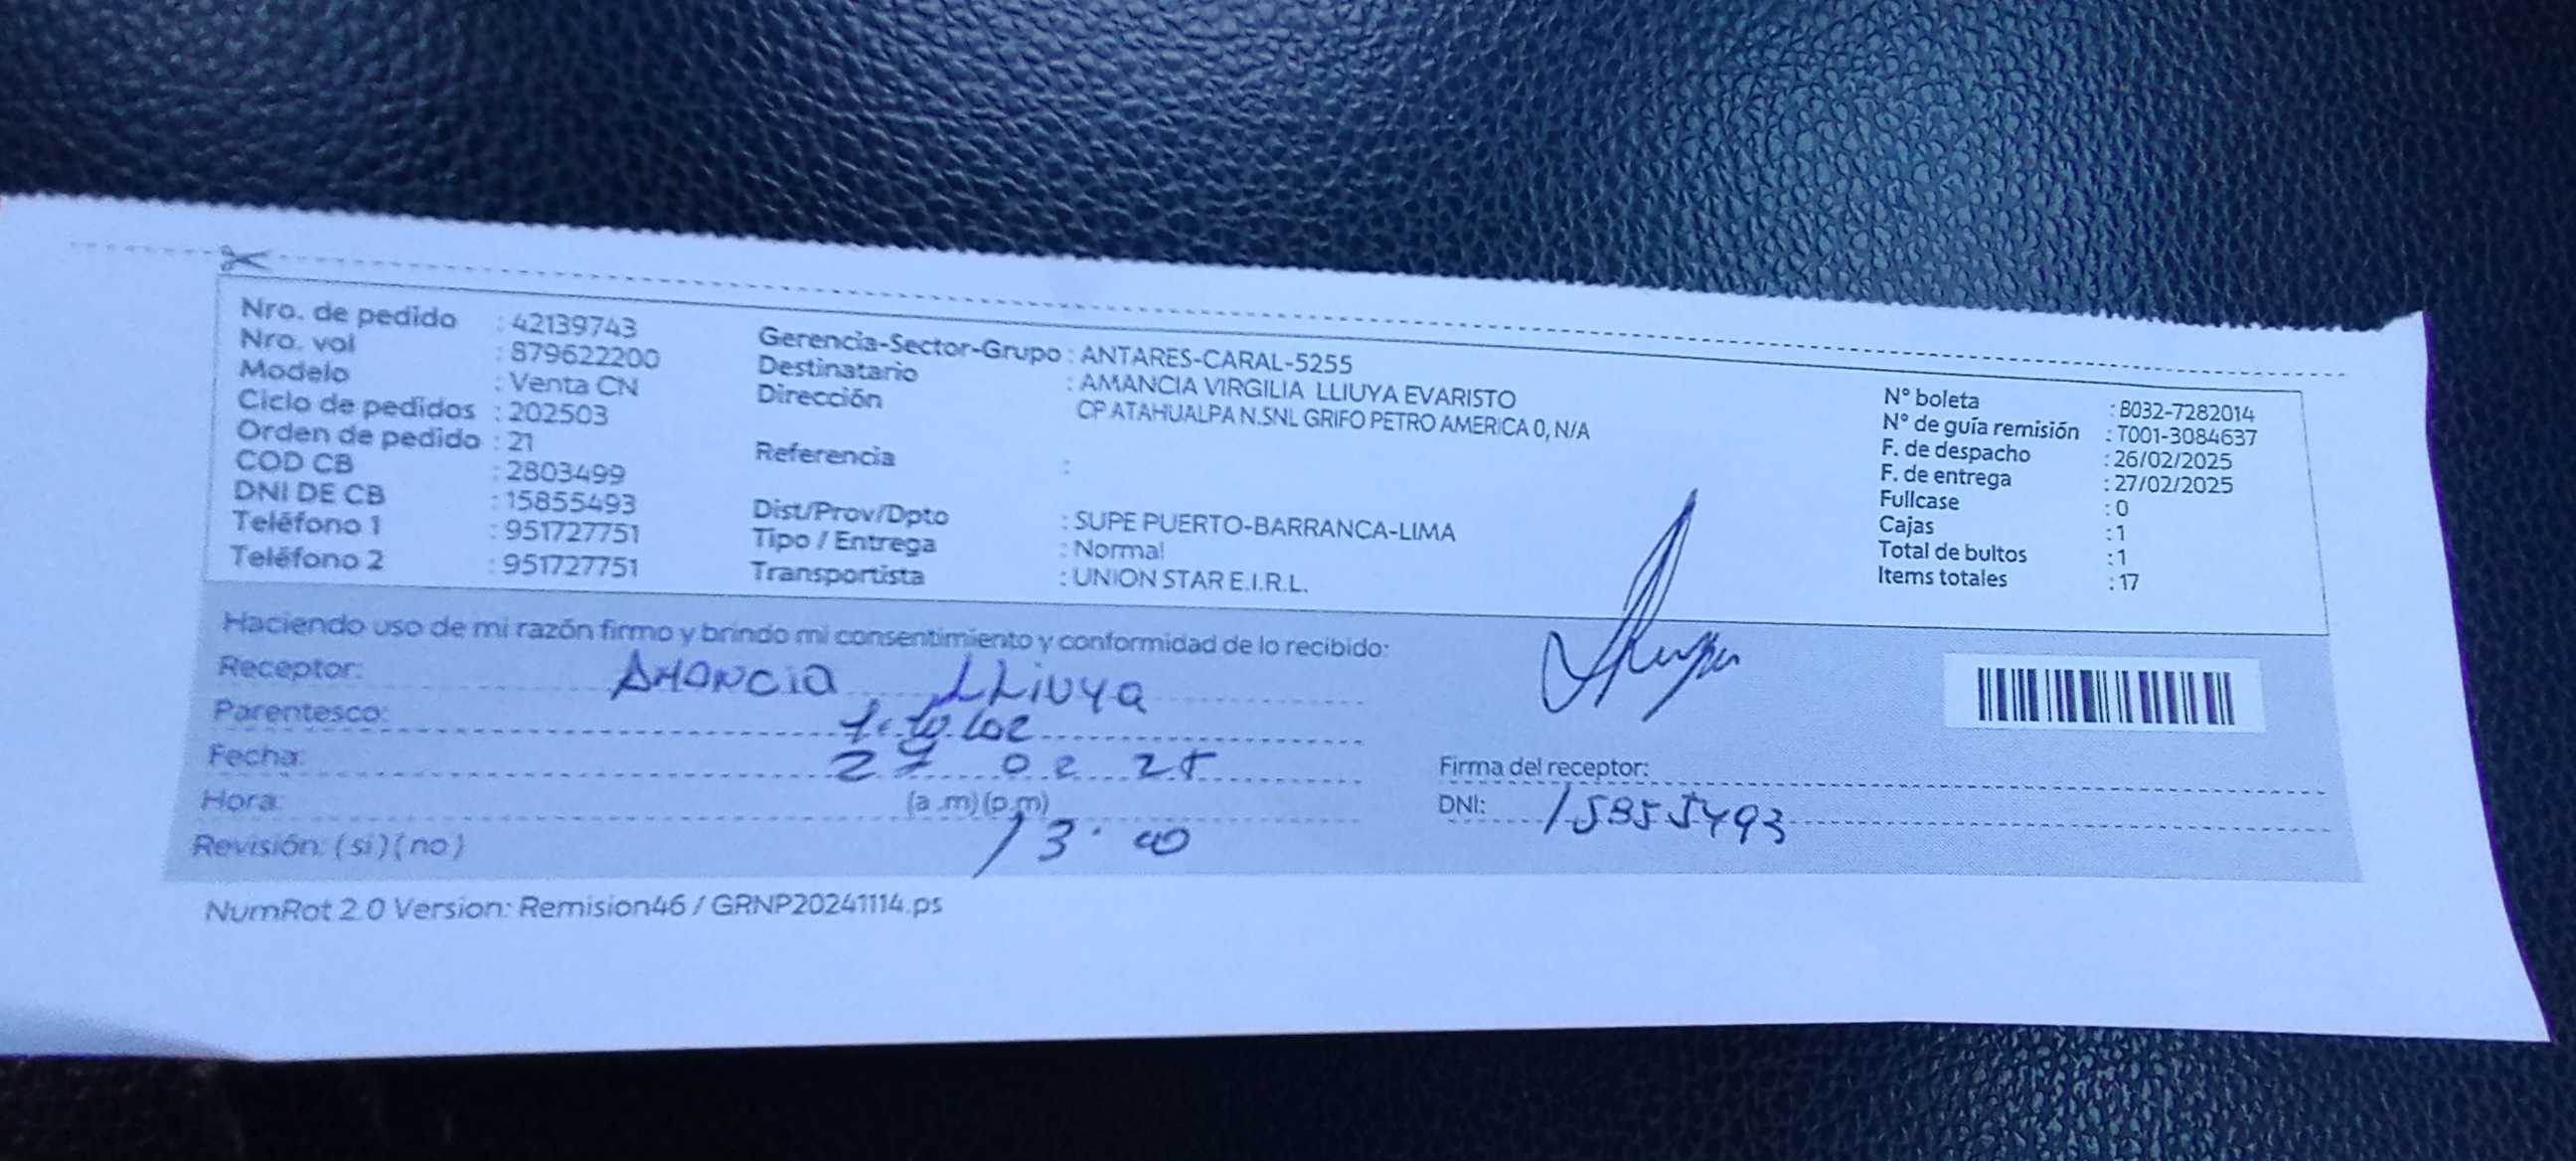 Nro. de pedido : 42139743
Nro. vol : 879622200
Modelo : Venta CN
Ciclo de pedidos : 202503
Orden de pedido : 21
COD CB : 2803499
DNI DE CB : 15855493
Teléfono 1 : 951727751
Teléfono 2 : 951727751
Gerencia-Sector-Grupo : ANTARES-CARAL-5255
Destinatario : AMANCIA VIRGILIA LLIUYA EVARISTO
Dirección CP ATAHUALPA N.SNL GRIFO PETRO AMERICA 0, N/A
Referencia :
Dist/Prov/Dpto : SUPE PUERTO-BARRANCA-LIMA
Tipo / Entrega : Normal
Transportista : UNION STAR E.I.R.L.
N° boleta : B032-7282014
N° de guía remisión : T001-3084637
F. de despacho : 26/02/2025
F. de entrega : 27/02/2025
Fullcase : 0
Cajas : 1
Total de bultos : 1
Items totales : 17
Haciendo uso de mi razón firmo y brindo mi consentimiento y conformidad de lo recibido:
Receptor: AMANCIA LLIUYA
Parentesco: Titular
Fecha: 27 02 25
Hora: (a .m) (p.m) 13:00
Revisión: (si) (no)
Firma del receptor:
DNI: 15855493
NumRot 2.0 Version: Remision46 / GRNP20241114.ps